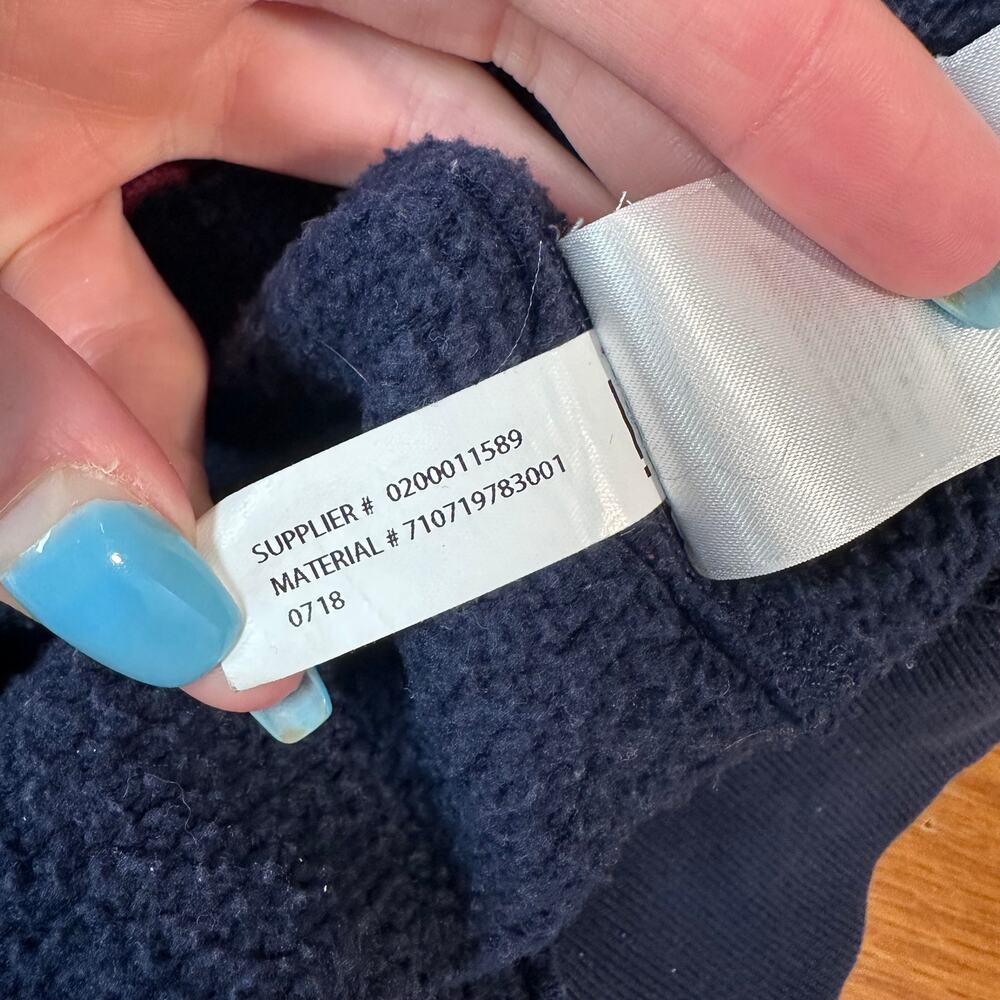 SUPPLIER # 0200011589
MATERIAL # 710719783001
0718